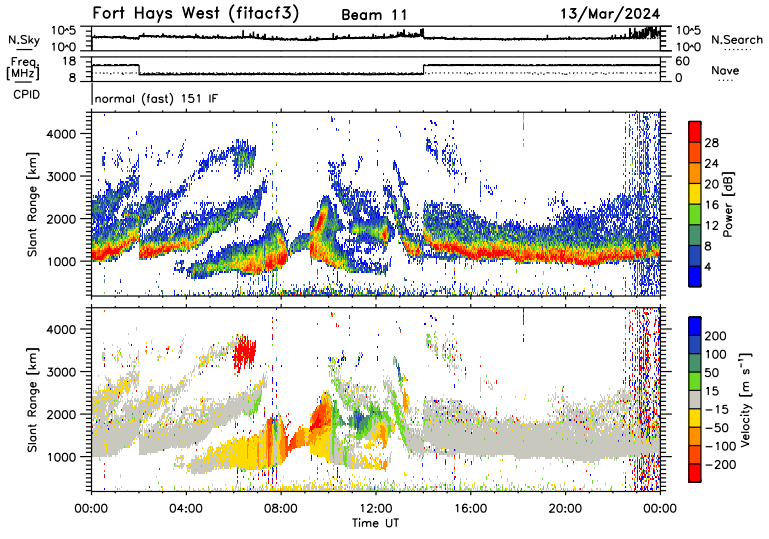 Fort Hays West (fitacf3) Beam 11 13/Mar/2024
N.Sky 10^5 10^0 10^5 10^0 N.Search
Freq. [MHz] 18 8 60 0 Nave
CPID normal (fast) 151 IF
Slant Range [km] 4000 3000 2000 1000
Power [dB] 28 24 20 16 12 8 4
Slant Range [km] 4000 3000 2000 1000
Velocity [m s⁻¹] 200 100 50 15 −15 −50 −100 −200
00:00 04:00 08:00 12:00 16:00 20:00 00:00
Time UT